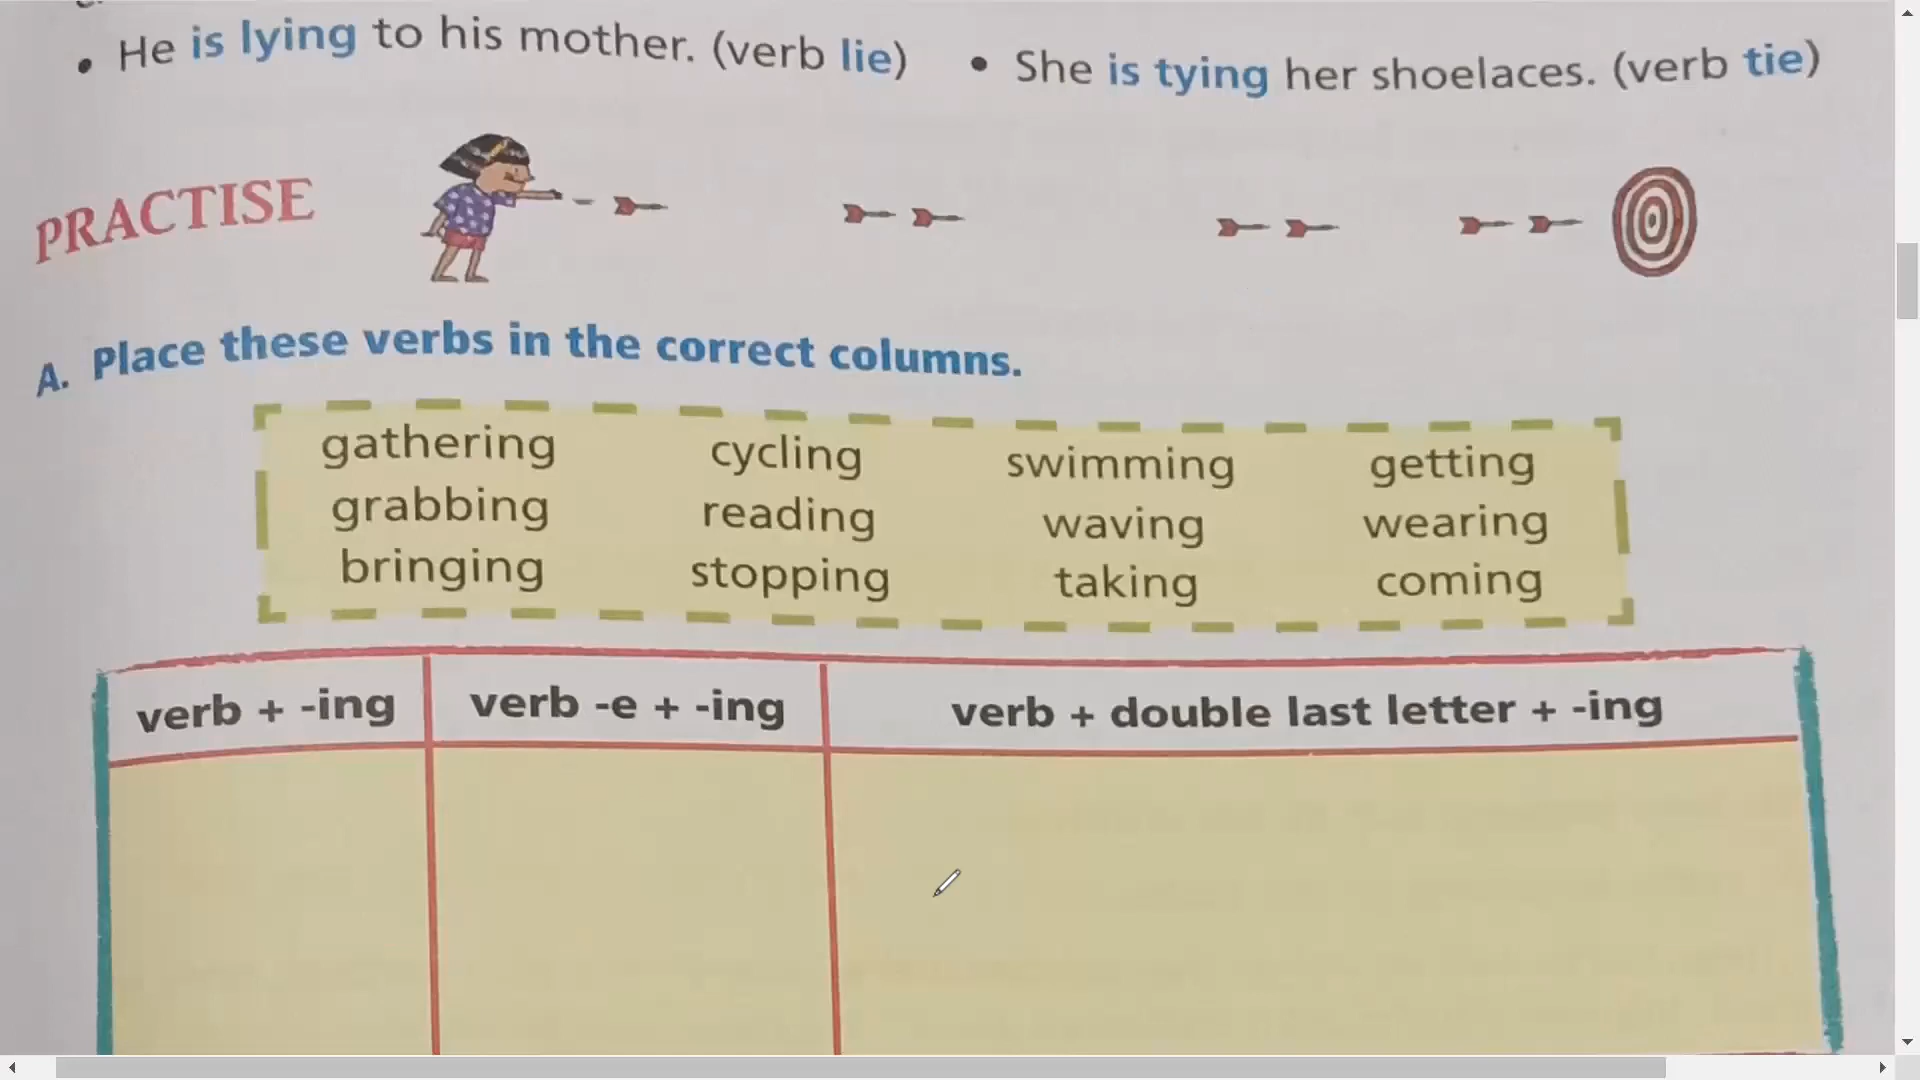 • He is lying to his mother. (verb lie) • She is tying her shoelaces. (verb tie)
PRACTISE
A. Place these verbs in the correct columns.
gathering cycling swimming getting
grabbing reading waving wearing
bringing stopping taking coming
verb + -ing verb -e + -ing verb + double last letter + -ing